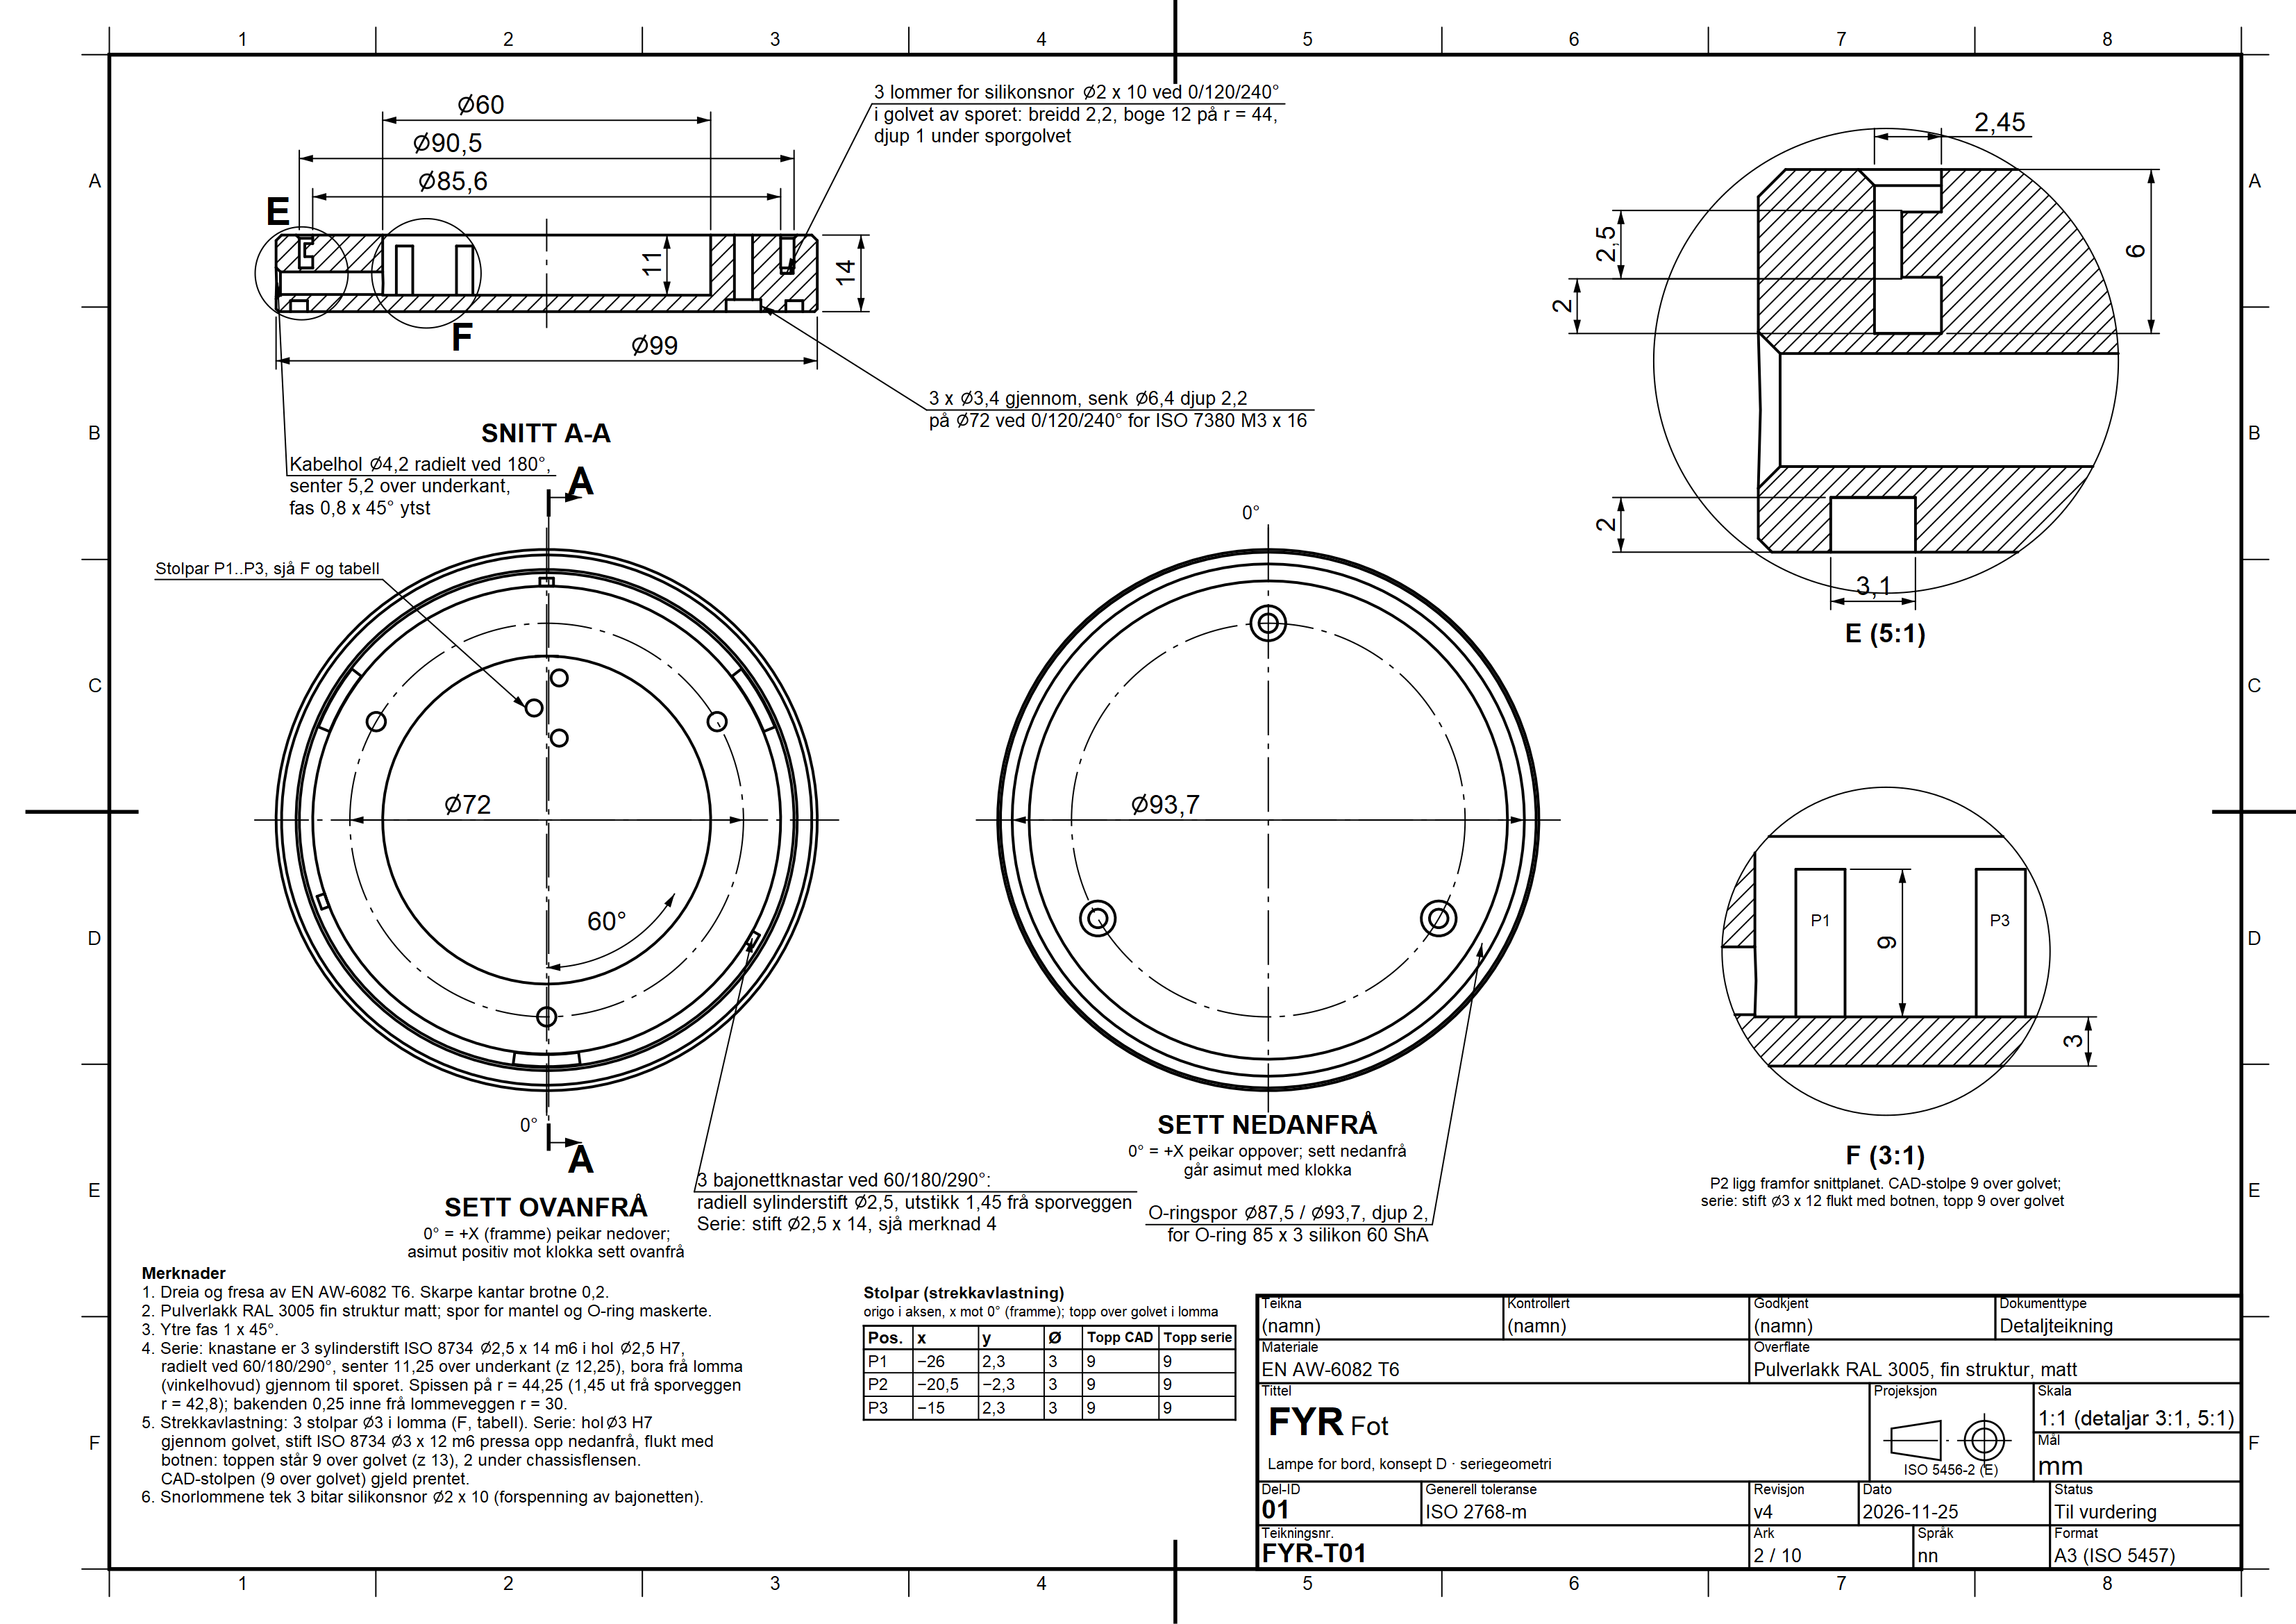 1 2 3 4 5 6 7 8
A
B
C
D
E
F
A
B
C
D
E
F
Ø60
Ø90,5
Ø85,6
E
F
11
14
Ø99
3 lommer for silikonsnor Ø2 x 10 ved 0/120/240°
i golvet av sporet: breidd 2,2, boge 12 på r = 44,
djup 1 under sporgolvet
3 x Ø3,4 gjennom, senk Ø6,4 djup 2,2
på Ø72 ved 0/120/240° for ISO 7380 M3 x 16
SNITT A-A
Kabelhol Ø4,2 radielt ved 180°,
senter 5,2 over underkant,
fas 0,8 x 45° ytst
2,45
2,5
2
6
2
3,1
E (5:1)
A
Stolpar P1..P3, sjå F og tabell
Ø72
60°
0°
A
SETT OVANFRÅ
0° = +X (framme) peikar nedover;
asimut positiv mot klokka sett ovanfrå
3 bajonettknastar ved 60/180/290°:
radiell sylinderstift Ø2,5, utstikk 1,45 frå sporveggen
Serie: stift Ø2,5 x 14, sjå merknad 4
0°
Ø93,7
SETT NEDANFRÅ
0° = +X peikar oppover; sett nedanfrå
går asimut med klokka
O-ringspor Ø87,5 / Ø93,7, djup 2,
for O-ring 85 x 3 silikon 60 ShA
P1
P3
9
3
F (3:1)
P2 ligg framfor snittplanet. CAD-stolpe 9 over golvet;
serie: stift Ø3 x 12 flukt med botnen, topp 9 over golvet
Merknader
1. Dreia og fresa av EN AW-6082 T6. Skarpe kantar brotne 0,2.
2. Pulverlakk RAL 3005 fin struktur matt; spor for mantel og O-ring maskerte.
3. Ytre fas 1 x 45°.
4. Serie: knastane er 3 sylinderstift ISO 8734 Ø2,5 x 14 m6 i hol Ø2,5 H7,
radielt ved 60/180/290°, senter 11,25 over underkant (z 12,25), bora frå lomma
(vinkelhovud) gjennom til sporet. Spissen på r = 44,25 (1,45 ut frå sporveggen
r = 42,8); bakenden 0,25 inne frå lommeveggen r = 30.
5. Strekkavlastning: 3 stolpar Ø3 i lomma (F, tabell). Serie: hol Ø3 H7
gjennom golvet, stift ISO 8734 Ø3 x 12 m6 pressa opp nedanfrå, flukt med
botnen: toppen står 9 over golvet (z 13), 2 under chassisflensen.
CAD-stolpen (9 over golvet) gjeld prentet.
6. Snorlommene tek 3 bitar silikonsnor Ø2 x 10 (forspenning av bajonetten).
Stolpar (strekkavlastning)
origo i aksen, x mot 0° (framme); topp over golvet i lomma
Pos. x y Ø Topp CAD Topp serie
P1 −26 2,3 3 9 9
P2 −20,5 −2,3 3 9 9
P3 −15 2,3 3 9 9
Teikna Kontrollert Godkjent Dokumenttype
(namn) (namn) (namn) Detaljteikning
Materiale Overflate
EN AW-6082 T6 Pulverlakk RAL 3005, fin struktur, matt
Tittel Projeksjon Skala
FYR Fot
1:1 (detaljar 3:1, 5:1)
Mål
mm
Lampe for bord, konsept D · seriegeometri
ISO 5456-2 (E)
Del-ID Generell toleranse Revisjon Dato Status
01 ISO 2768-m v4 2026-11-25 Til vurdering
Teikningsnr. Ark Språk Format
FYR-T01 2 / 10 nn A3 (ISO 5457)
1 2 3 4 5 6 7 8